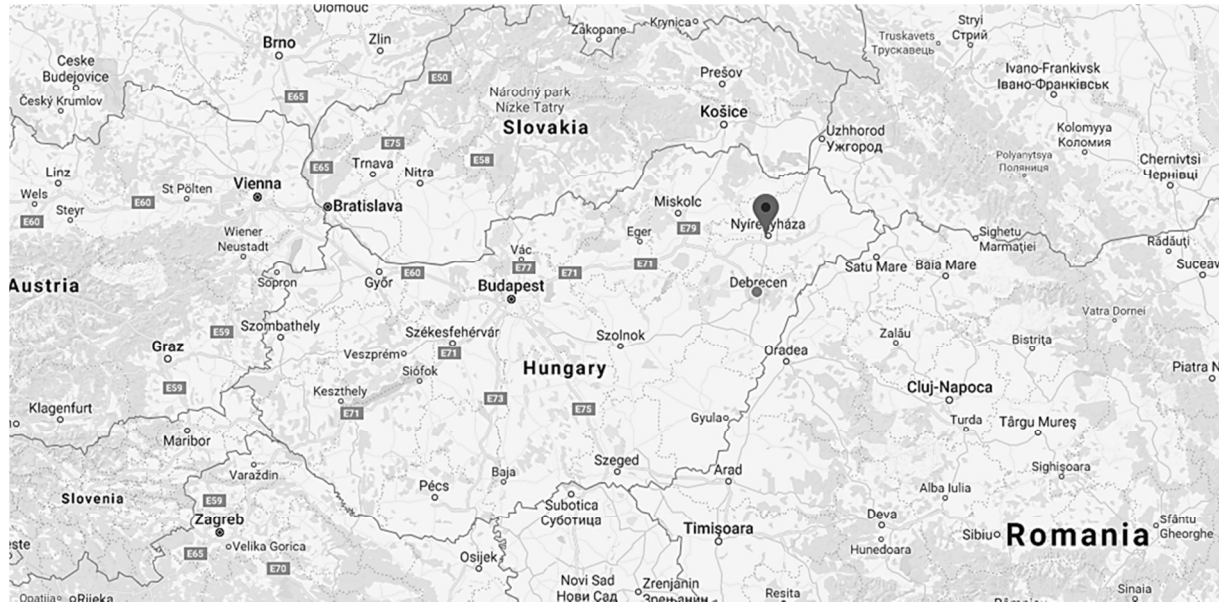 Olomouc
Zakopane
Krynica
Stryi
Стрий
Truskavets
Трускавець
Brno
Zlin
Ceske
Budejovice
Český Krumlov
E50
E65
Prešov
Národný park
Nízke Tatry
Slovakia
Košice
Ivano-Frankivsk
Івано-Франківськ
Uzhhorod
Ужгород
Kolomyya
Коломия
Polyanytsya
Поляниця
Chernivtsi
Чернівці
E75
E58
E65
Trnava
Nitra
Linz
Wels
Steyr
E60
E60
St Pölten
Vienna
Bratislava
Wiener
Neustadt
Miskolc
E79
Eger
E71
Vác
E77
E71
Sighetu
Marmației
Rădăuți
Suceav
Satu Mare
Baia Mare
Austria
Sopron
Győr
E60
Budapest
Debrecen
Vatra Dornei
E59
Szombathely
Székesfehérvár
E71
Veszprém
Siófok
Szolnok
Hungary
Oradea
Zalău
Bistrița
Piatra N
Graz
E59
Keszthely
E71
E73
E75
Cluj-Napoca
Turda
Târgu Mureș
Gyula
Klagenfurt
Maribor
Varaždin
Szeged
Arad
Sighișoara
Alba Iulia
Baja
Pécs
Slovenia
E59
Zagreb
E65
Velika Gorica
E70
Subotica
Суботица
Timișoara
Deva
Hunedoara
Sibiu
Romania
Sfântu
Gheorghe
Osijek
Novi Sad
Нови Сад
Zrenjanin
Зрењанин
Resita
Sinaia
Opatija
Rijeka